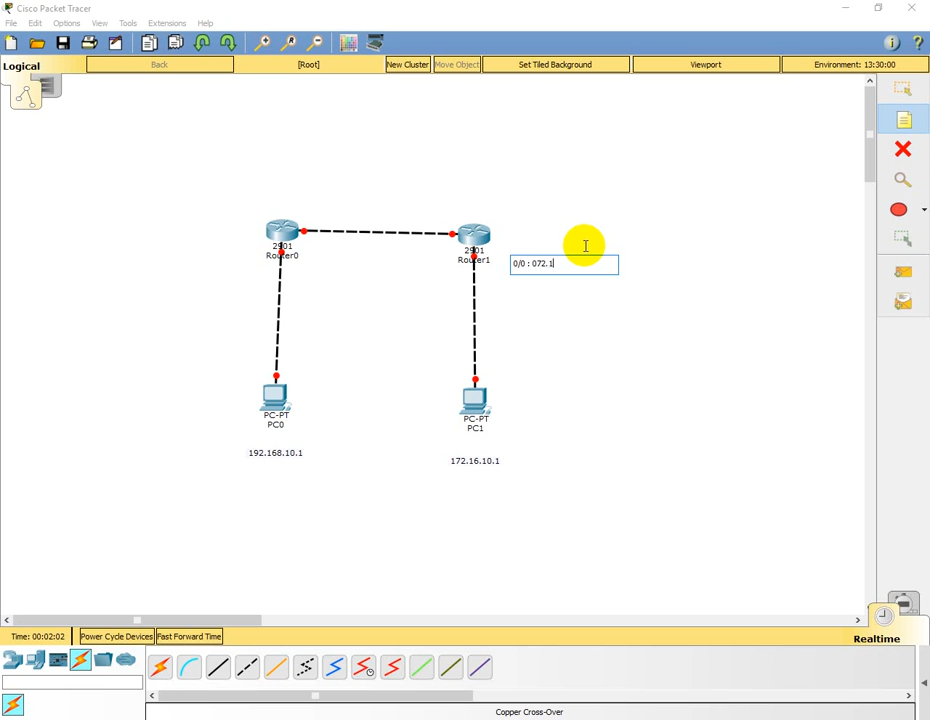 Cisco Packet Tracer
File Edit Options View Tools Extensions Help
Logical Back [Root] New Cluster Move Object Set Tiled Background Viewport Environment: 13:30:00
2901
Router0
2901
Router1
0/0 : 072.1
PC-PT
PC0
PC-PT
PC1
192.168.10.1
172.16.10.1
Time: 00:02:02 Power Cycle Devices Fast Forward Time Realtime
Copper Cross-Over